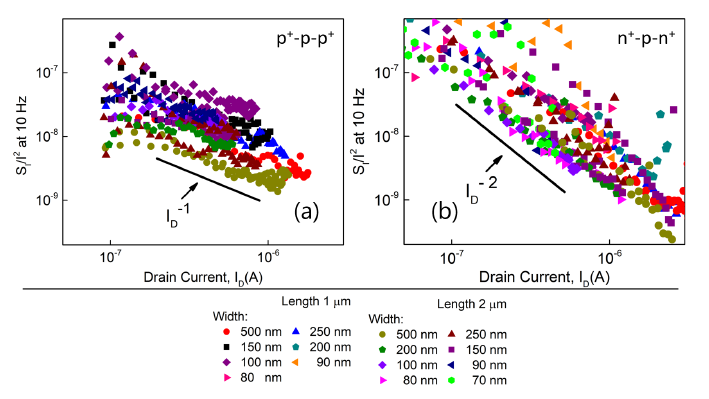 p⁺-p-p⁺
n⁺-p-n⁺
10⁻⁷
10⁻⁸
10⁻⁹
S_I/I² at 10 Hz
I_D⁻¹
(a)
10⁻⁷
10⁻⁶
Drain Current, I_D(A)
10⁻⁷
10⁻⁸
10⁻⁹
S_I/I² at 10 Hz
I_D⁻²
(b)
10⁻⁷
10⁻⁶
Drain Current, I_D(A)
Length 1 μm
Width:
500 nm
250 nm
150 nm
200 nm
100 nm
90 nm
80 nm
Length 2 μm
Width:
500 nm
250 nm
200 nm
150 nm
100 nm
90 nm
80 nm
70 nm